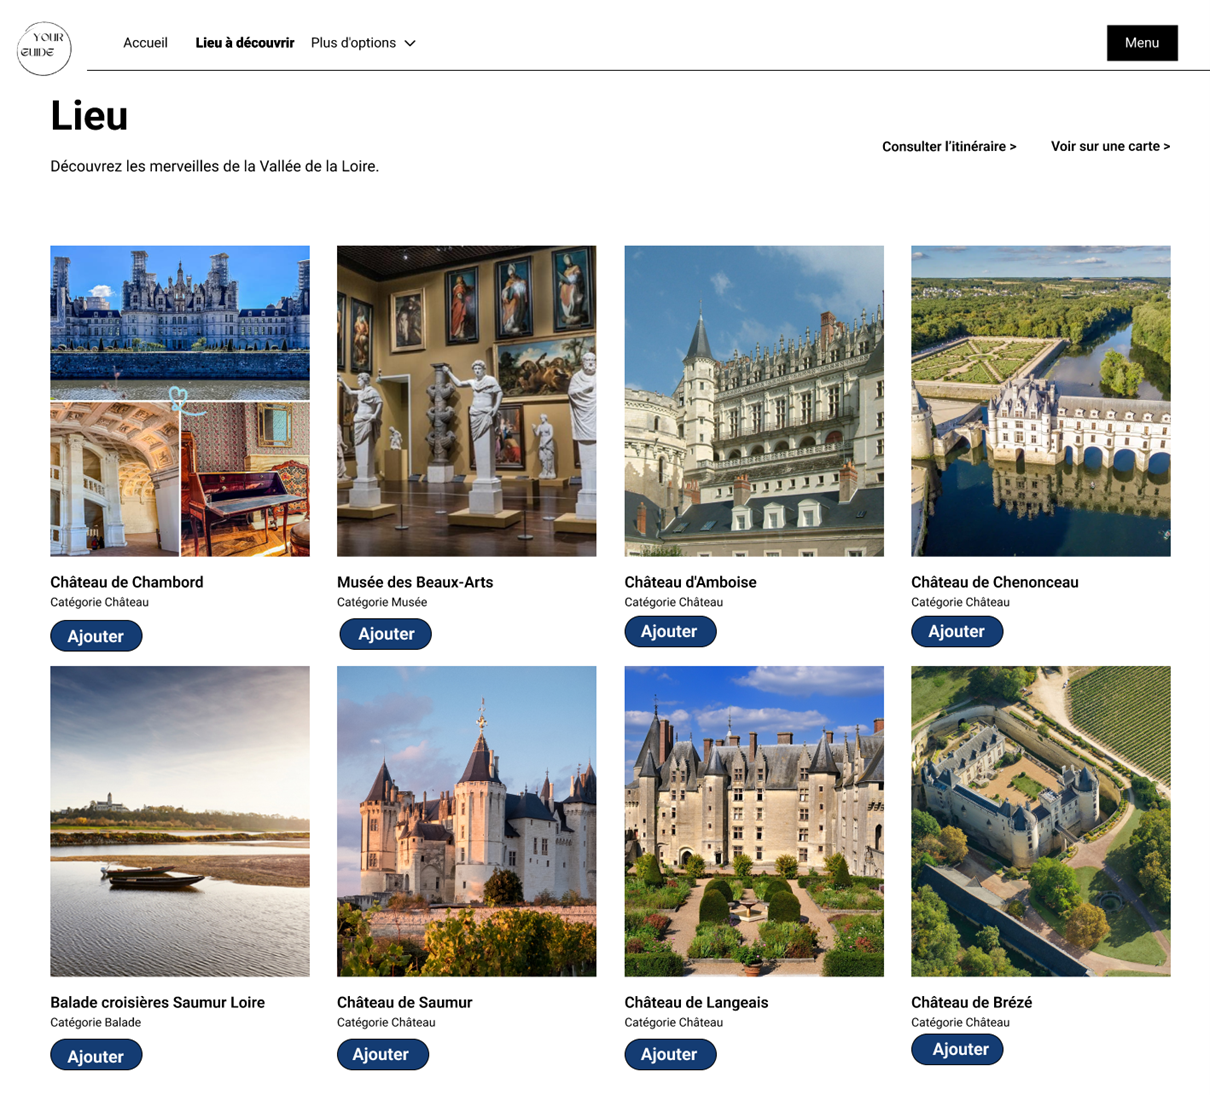 YOUR
GUIDE
Accueil
Lieu à découvrir
Plus d'options
Menu
Lieu
Découvrez les merveilles de la Vallée de la Loire.
Consulter l'itinéraire >
Voir sur une carte >
Château de Chambord
Catégorie Château
Ajouter
Musée des Beaux-Arts
Catégorie Musée
Ajouter
Château d'Amboise
Catégorie Château
Ajouter
Château de Chenonceau
Catégorie Château
Ajouter
Balade croisières Saumur Loire
Catégorie Balade
Ajouter
Château de Saumur
Catégorie Château
Ajouter
Château de Langeais
Catégorie Château
Ajouter
Château de Brézé
Catégorie Château
Ajouter